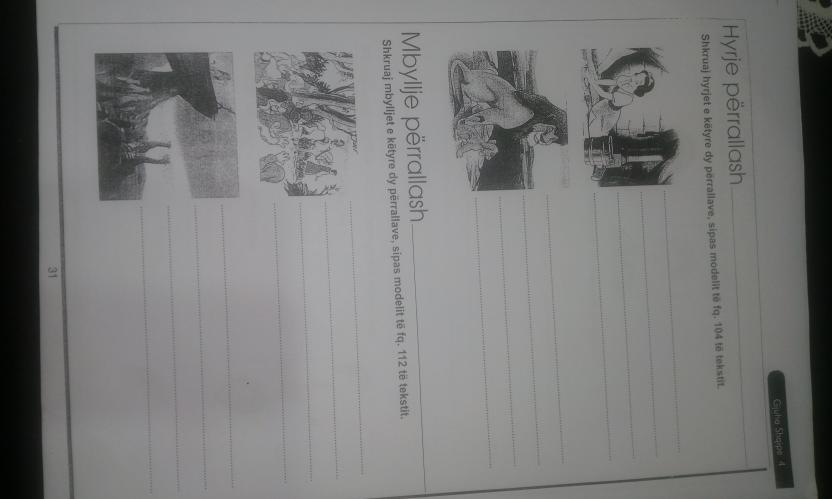 Gjuha Shqipe 4
Hyrje përrallash
Shkruaj hyrjet e këtyre dy përrallave, sipas modelit të fq. 104 të tekstit.
Mbyllje përrallash
Shkruaj mbylljet e këtyre dy përrallave, sipas modelit të fq. 112 të tekstit.
31